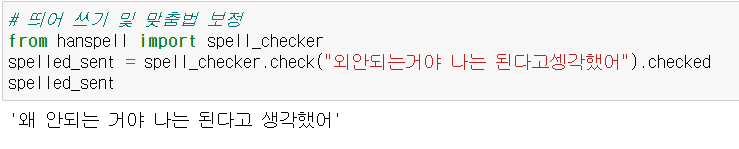 # 띄어 쓰기 및 맞춤법 보정
from hanspell import spell_checker
spelled_sent = spell_checker.check("외안되는거야 나는 된다고셍각했어").checked
spelled_sent
'왜 안되는 거야 나는 된다고 생각했어'